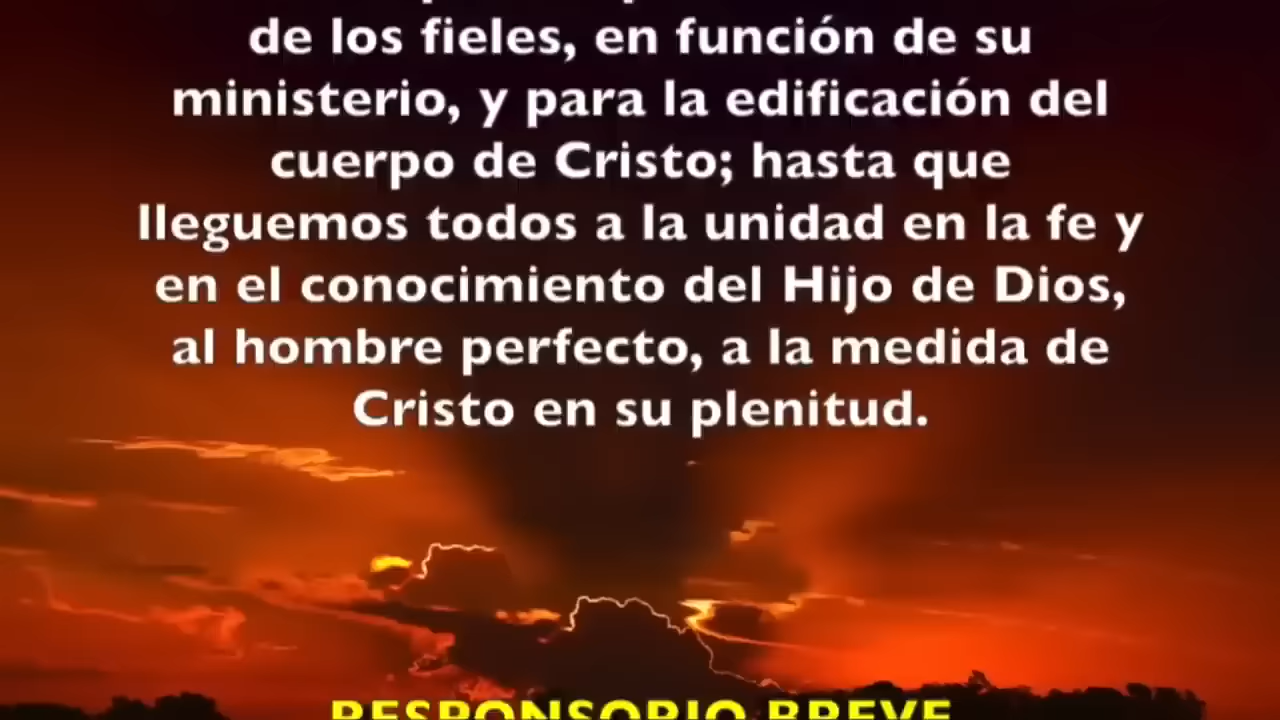 de los fieles, en función de su
ministerio, y para la edificación del
cuerpo de Cristo; hasta que
lleguemos todos a la unidad en la fe y
en el conocimiento del Hijo de Dios,
al hombre perfecto, a la medida de
Cristo en su plenitud.
RESPONSORIO BREVE